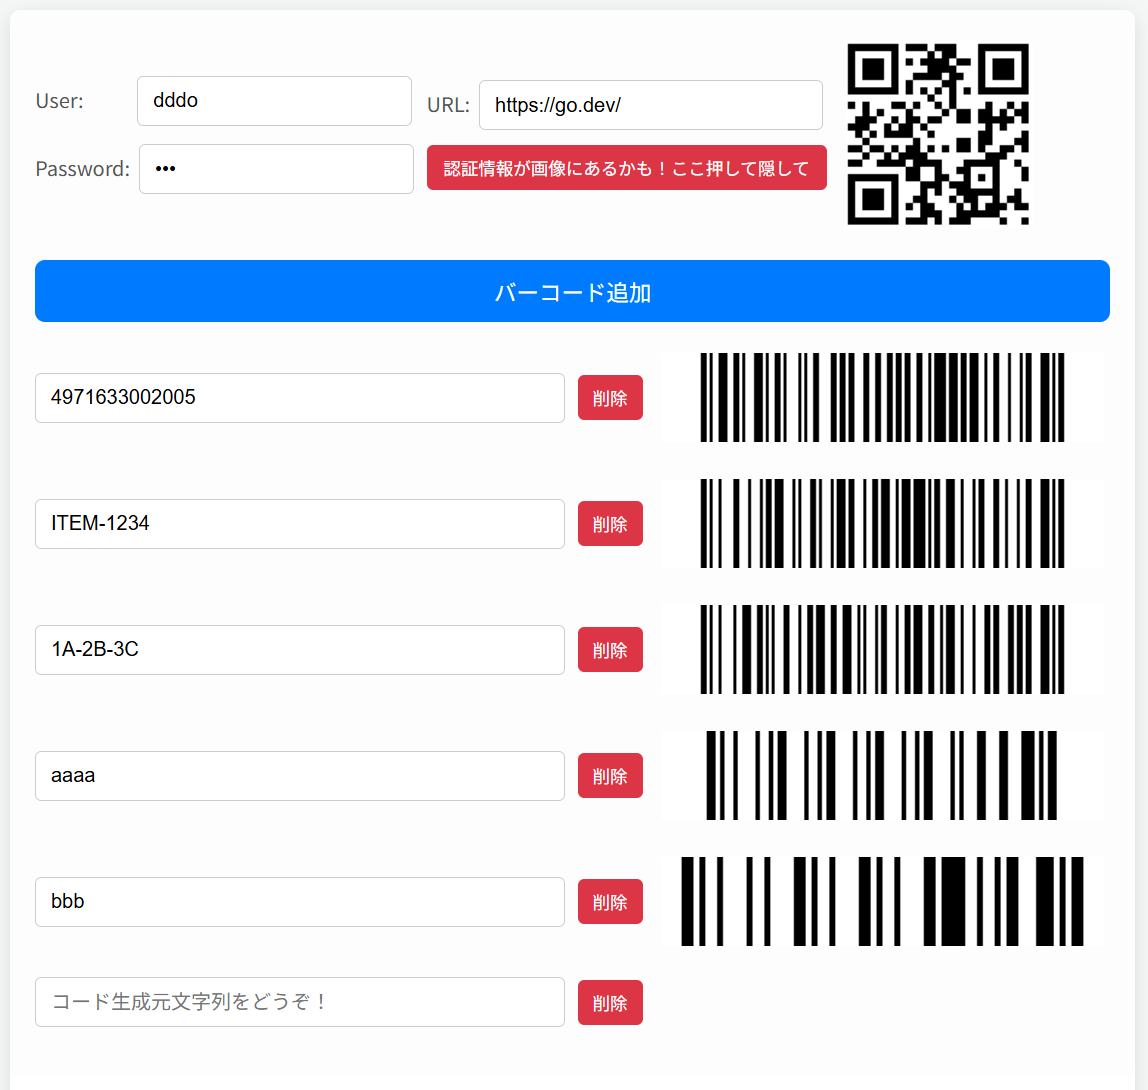 User:
dddo
URL:
https://go.dev/
Password:
•••
認証情報が画像にあるかも！ここ押して隠して
バーコード追加
4971633002005
削除
ITEM-1234
削除
1A-2B-3C
削除
aaaa
削除
bbb
削除
コード生成元文字列をどうぞ！
削除